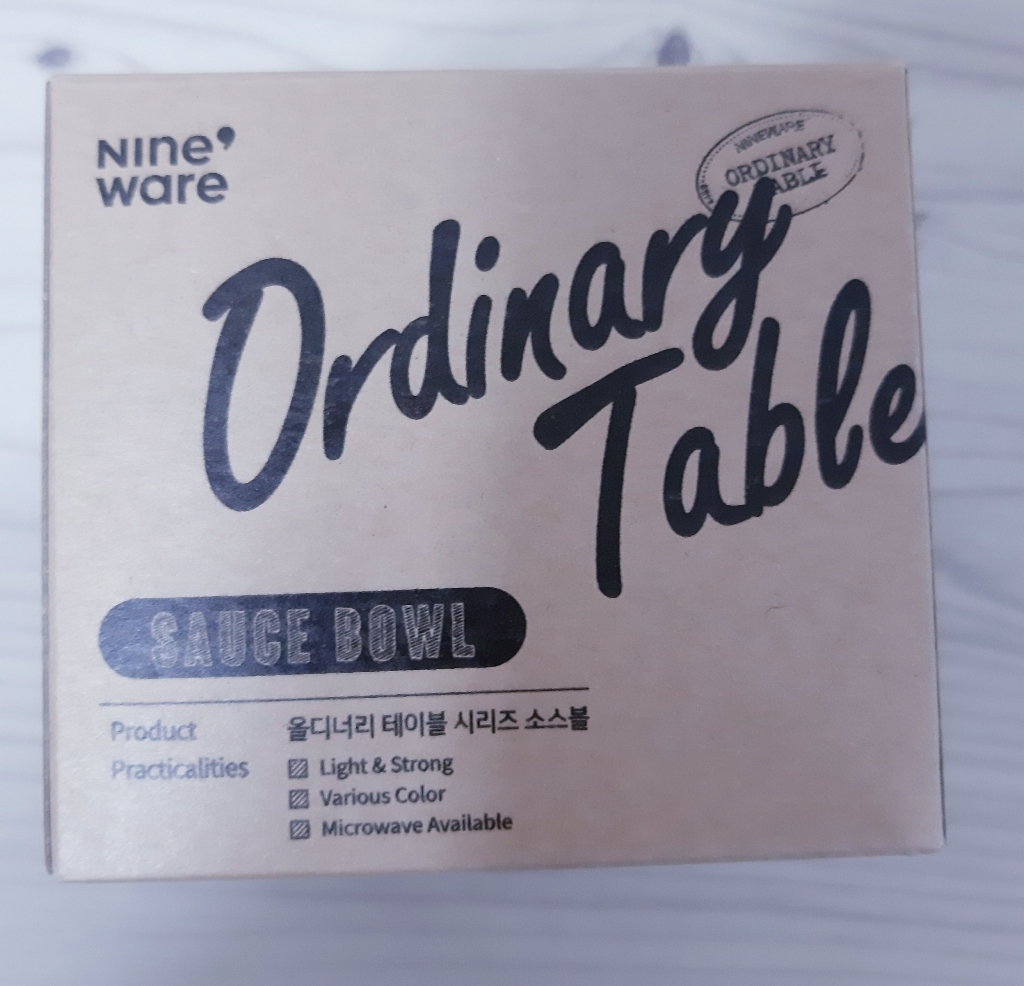 Nine'
ware
NINEWARE
ORDINARY
TABLE
Ordinary
Table
SAUCE BOWL
Product 올디너리 테이블 시리즈 소스볼
Practicalities
Light & Strong
Various Color
Microwave Available